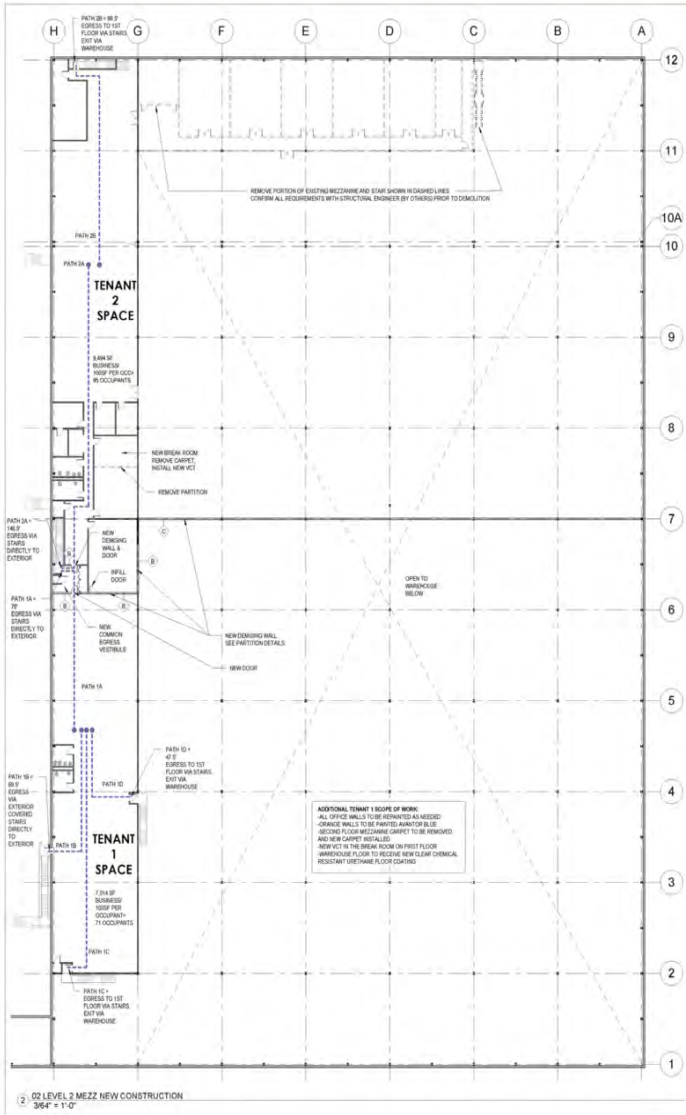 PATH 2B = 98.5'
EGRESS TO 1ST
FLOOR VIA STAIRS
EXIT VIA
WAREHOUSE
H
G
F
E
D
C
B
A
12
11
10A
10
9
8
7
6
5
4
3
2
1
REMOVE PORTION OF EXISTING MEZZANINE AND STAIR SHOWN IN DASHED LINES
CONFIRM ALL REQUIREMENTS WITH STRUCTURAL ENGINEER (BY OTHERS) PRIOR TO DEMOLITION
PATH 2B
PATH 2A
TENANT
2
SPACE
9,494 SF
BUSINESS/
100SF PER OCC=
95 OCCUPANTS
NEW BREAK ROOM
REMOVE CARPET,
INSTALL NEW VCT
REMOVE PARTITION
PATH 2A =
146.5'
EGRESS VIA
STAIRS
DIRECTLY TO
EXTERIOR
NEW
DEMISING
WALL &
DOOR
C
B
B
B
INFILL
DOOR
OPEN TO
WAREHOUSE
BELOW
PATH 1A =
78'
EGRESS VIA
STAIRS
DIRECTLY TO
EXTERIOR
NEW
COMMON
EGRESS
VESTIBULE
NEW DEMISING WALL
SEE PARTITION DETAILS
NEW DOOR
PATH 1A
PATH 1D =
47.5'
EGRESS TO 1ST
FLOOR VIA STAIRS,
EXIT VIA
WAREHOUSE
PATH 1B =
69.5'
EGRESS
VIA
EXTERIOR
COVERED
STAIRS
DIRECTLY
TO
EXTERIOR
PATH 1D
PATH 1B
TENANT
1
SPACE
7,014 SF
BUSINESS/
100SF PER
OCCUPANT=
71 OCCUPANTS
ADDITIONAL TENANT 1 SCOPE OF WORK:
-ALL OFFICE WALLS TO BE REPAINTED AS NEEDED
-ORANGE WALLS TO BE PAINTED AVANTOR BLUE
-SECOND FLOOR MEZZANINE CARPET TO BE REMOVED
AND NEW CARPET INSTALLED
-NEW VCT IN THE BREAK ROOM ON FIRST FLOOR
-WAREHOUSE FLOOR TO RECEIVE NEW CLEAR CHEMICAL
RESISTANT URETHANE FLOOR COATING
PATH 1C
PATH 1C =
EGRESS TO 1ST
FLOOR VIA STAIRS,
EXIT VIA
WAREHOUSE
2
02 LEVEL 2 MEZZ NEW CONSTRUCTION
3/64" = 1'-0"